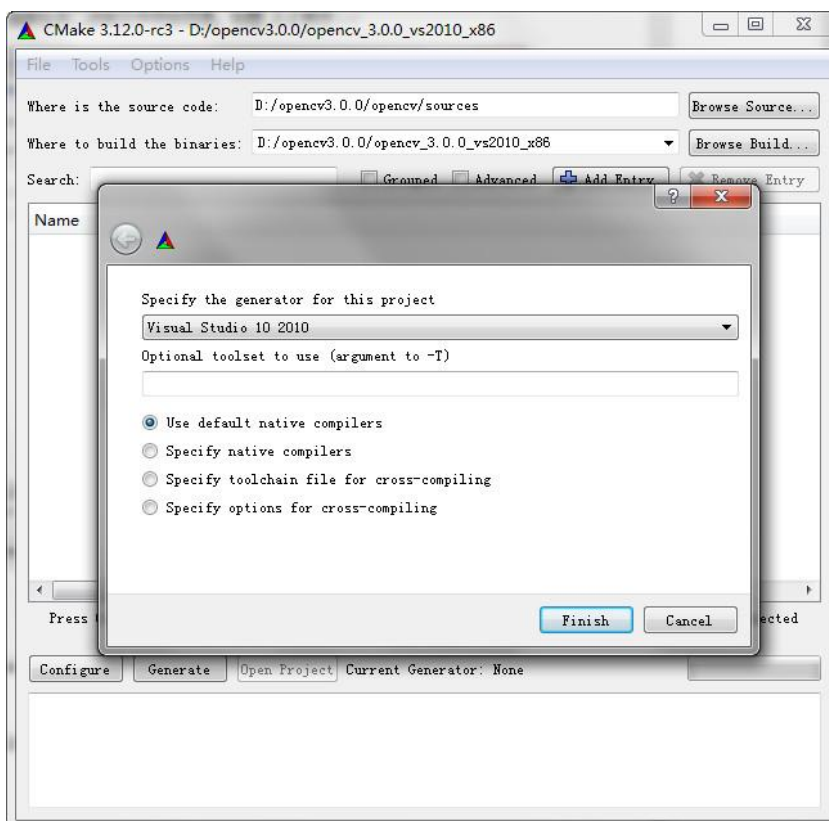 CMake 3.12.0-rc3 - D:/opencv3.0.0/opencv_3.0.0_vs2010_x86
File Tools Options Help
Where is the source code: D:/opencv3.0.0/opencv/sources Browse Source...
Where to build the binaries: D:/opencv3.0.0/opencv_3.0.0_vs2010_x86 Browse Build...
Search: Grouped Advanced Add Entry Remove Entry
Name
Specify the generator for this project
Visual Studio 10 2010
Optional toolset to use (argument to -T)
Use default native compilers
Specify native compilers
Specify toolchain file for cross-compiling
Specify options for cross-compiling
Finish Cancel
Press ected
Configure Generate Open Project Current Generator: None